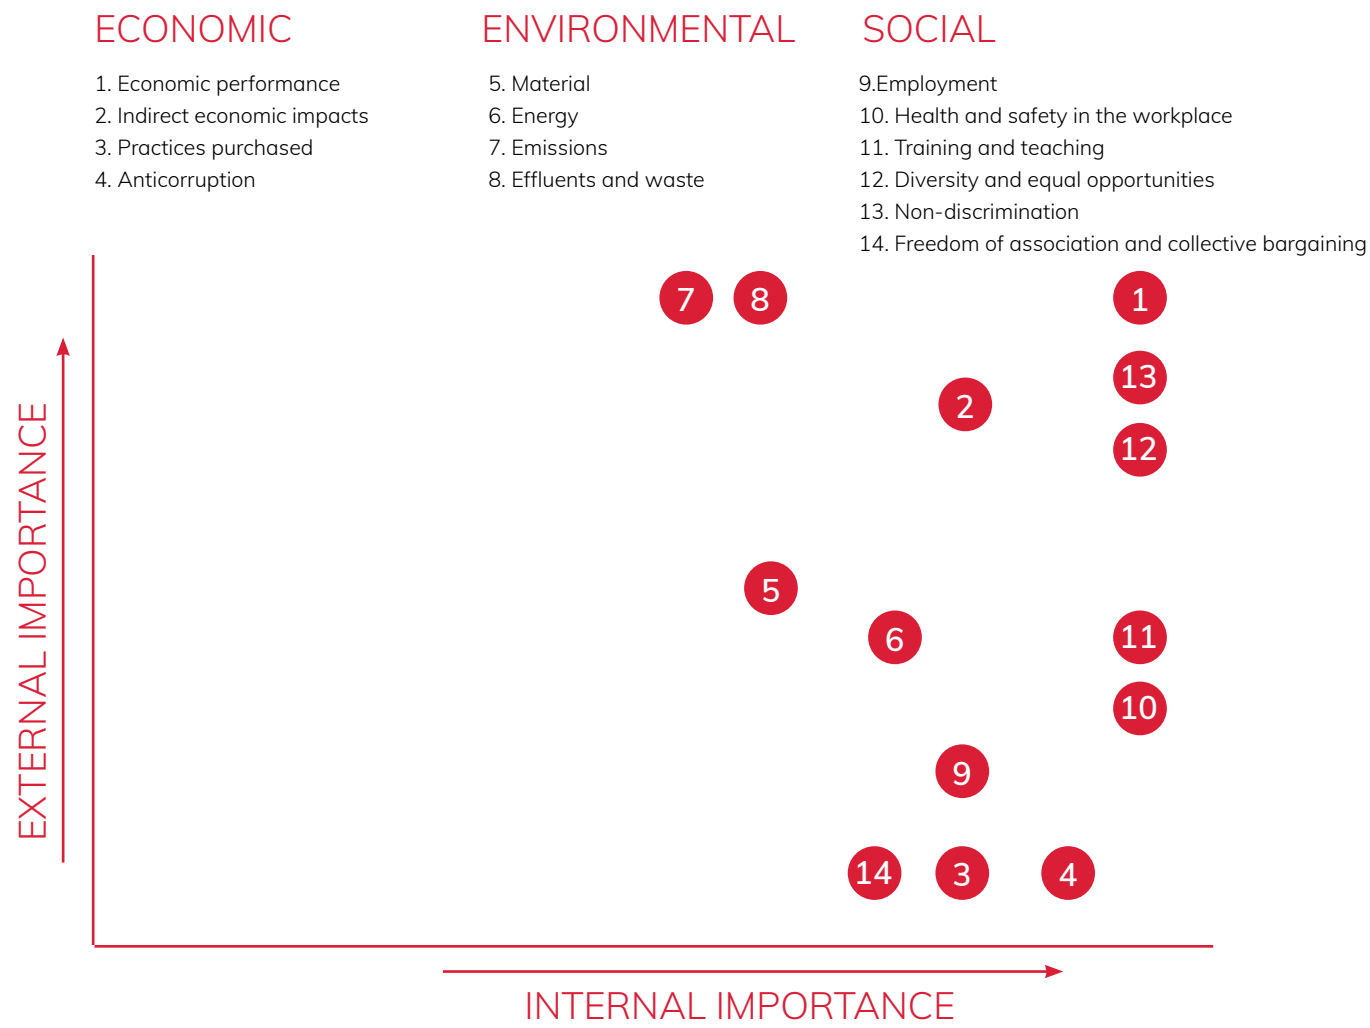 ECONOMIC
1. Economic performance
2. Indirect economic impacts
3. Practices purchased
4. Anticorruption
ENVIRONMENTAL
5. Material
6. Energy
7. Emissions
8. Effluents and waste
SOCIAL
9.Employment
10. Health and safety in the workplace
11. Training and teaching
12. Diversity and equal opportunities
13. Non-discrimination
14. Freedom of association and collective bargaining
EXTERNAL IMPORTANCE
7 8 1
13
2
12
5
6 11
10
9
14 3 4
INTERNAL IMPORTANCE